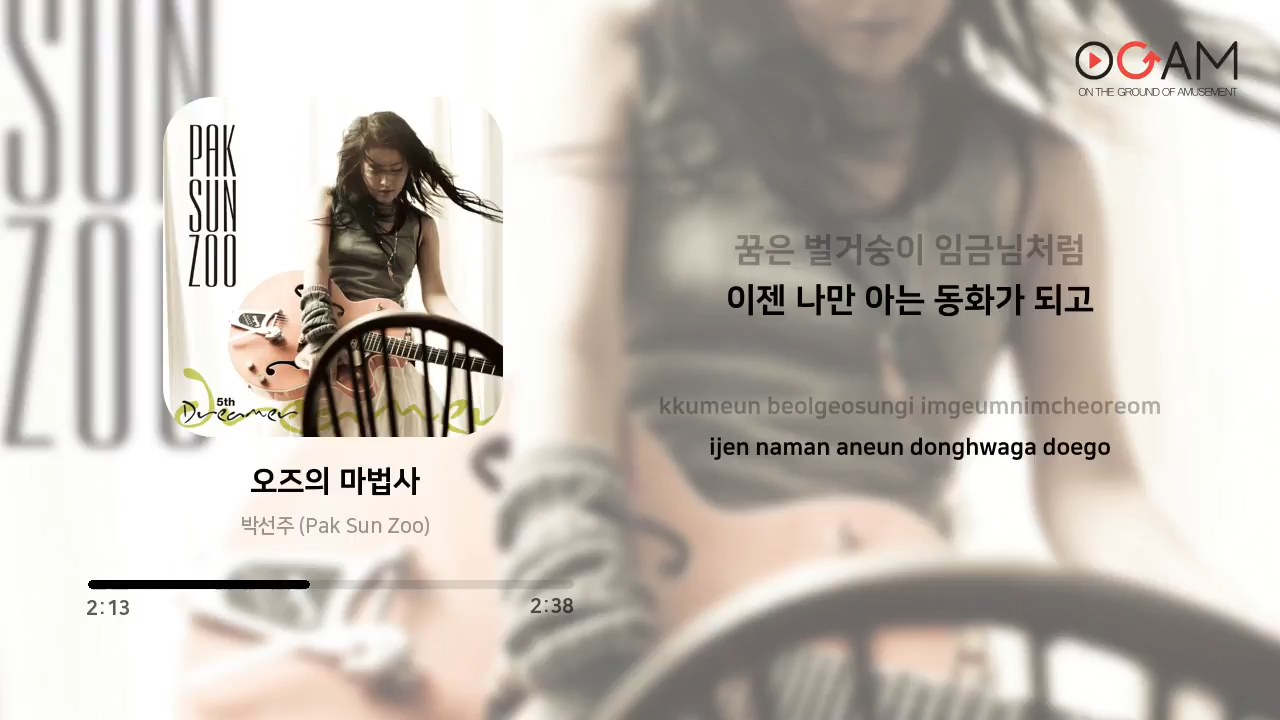 SUN
ZOO
PAK
SUN
ZOO
5th
Dreamer
오즈의 마법사
박선주 (Pak Sun Zoo)
2:13
2:38
OGAM
ON THE GROUND OF AMUSEMENT
꿈은 벌거숭이 임금님처럼
이젠 나만 아는 동화가 되고
kkumeun beolgeosungi imgeumnimcheoreom
ijen naman aneun donghwaga doego